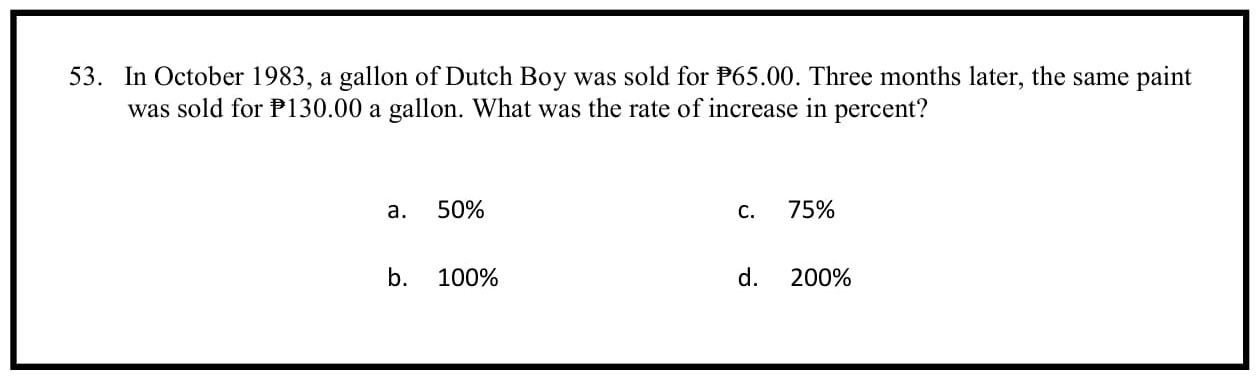 53. In October 1983, a gallon of Dutch Boy was sold for ₱65.00. Three months later, the same paint
was sold for ₱130.00 a gallon. What was the rate of increase in percent?
a. 50% c. 75%
b. 100% d. 200%